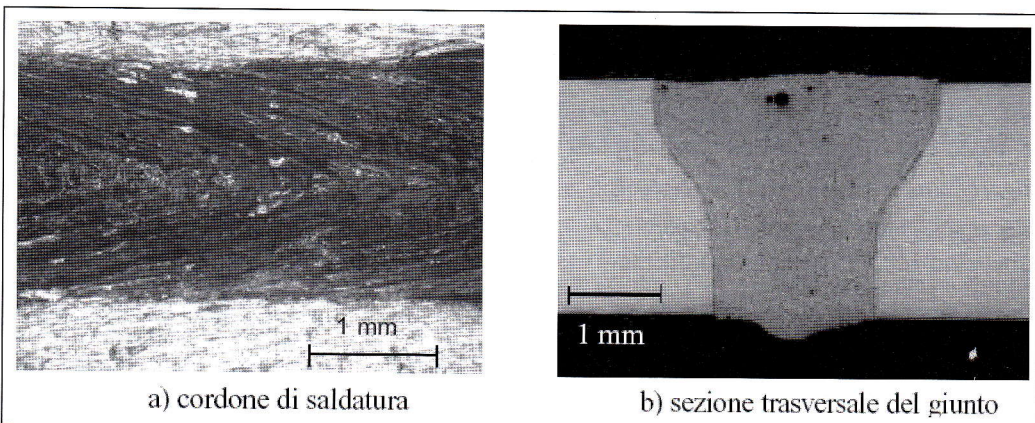 1 mm
1 mm
a) cordone di saldatura
b) sezione trasversale del giunto